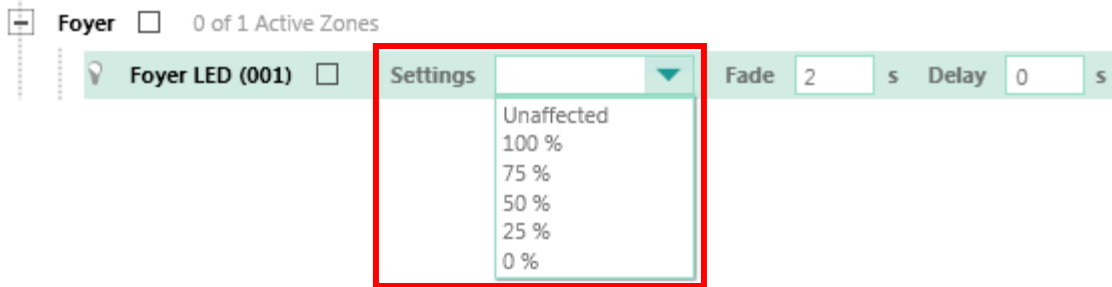 Foyer 0 of 1 Active Zones
Foyer LED (001) Settings Fade 2 s Delay 0 s
Unaffected
100 %
75 %
50 %
25 %
0 %